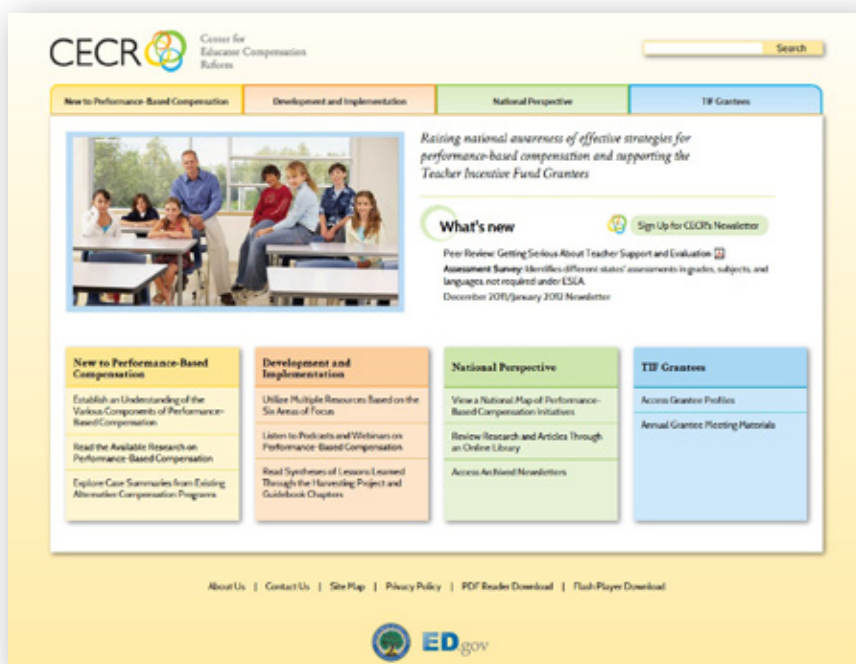 CECR
Center for
Educator Compensation
Reform
Search
New to Performance-Based Compensation
Development and Implementation
National Perspective
TIF Grantees
Raising national awareness of effective strategies for
performance-based compensation and supporting the
Teacher Incentive Fund Grantees
What's new
Sign Up for CECR's Newsletter
Peer Review: Getting Serious About Teacher Support and Evaluation
Assessment Survey: Identifies different states' assessments in grades, subjects, and
languages not required under ESEA.
December 2011/January 2012 Newsletter
New to Performance-Based
Compensation
Establish an Understanding of the
Various Components of Performance-
Based Compensation
Read the Available Research on
Performance-Based Compensation
Explore Case Summaries from Existing
Alternative Compensation Programs
Development and
Implementation
Utilize Multiple Resources Based on the
Six Areas of Focus
Listen to Podcasts and Webinars on
Performance-Based Compensation
Read Syntheses of Lessons Learned
Through the Harvesting Project and
Guidebook Chapters
National Perspective
View a National Map of Performance-
Based Compensation Initiatives
Review Research and Articles Through
an Online Library
Access Archived Newsletters
TIF Grantees
Access Grantee Profiles
Annual Grantee Meeting Materials
About Us | Contact Us | Site Map | Privacy Policy | PDF Reader Download | Flash Player Download
ED.gov